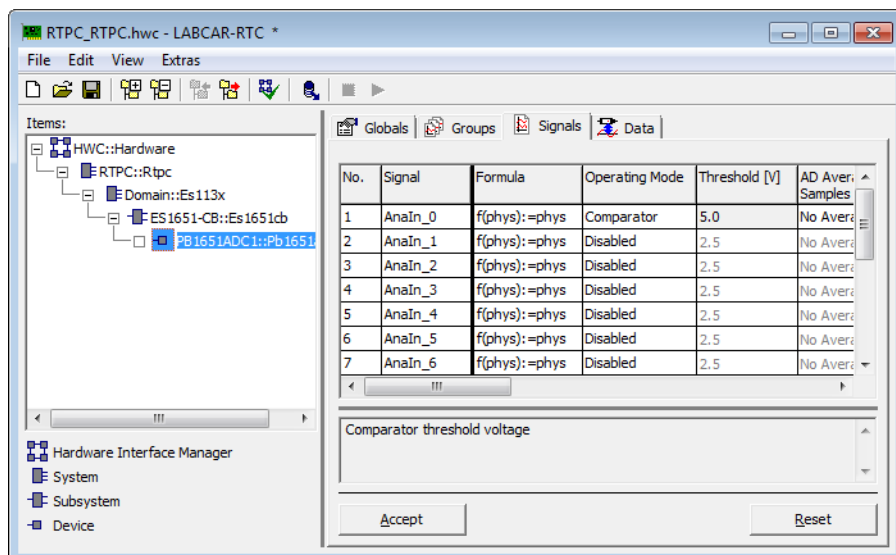 RTPC_RTPC.hwc - LABCAR-RTC *
File Edit View Extras
Items:
HWC::Hardware
RTPC::Rtpc
Domain::Es113x
ES1651-CB::Es1651cb
PB1651ADC1::Pb1651
Hardware Interface Manager
System
Subsystem
Device
Globals Groups Signals Data
No. Signal Formula Operating Mode Threshold [V] AD Avera
Samples
1 AnaIn_0 f(phys):=phys Comparator 5.0 No Avera
2 AnaIn_1 f(phys):=phys Disabled 2.5 No Avera
3 AnaIn_2 f(phys):=phys Disabled 2.5 No Avera
4 AnaIn_3 f(phys):=phys Disabled 2.5 No Avera
5 AnaIn_4 f(phys):=phys Disabled 2.5 No Avera
6 AnaIn_5 f(phys):=phys Disabled 2.5 No Avera
7 AnaIn_6 f(phys):=phys Disabled 2.5 No Avera
Comparator threshold voltage
Accept Reset